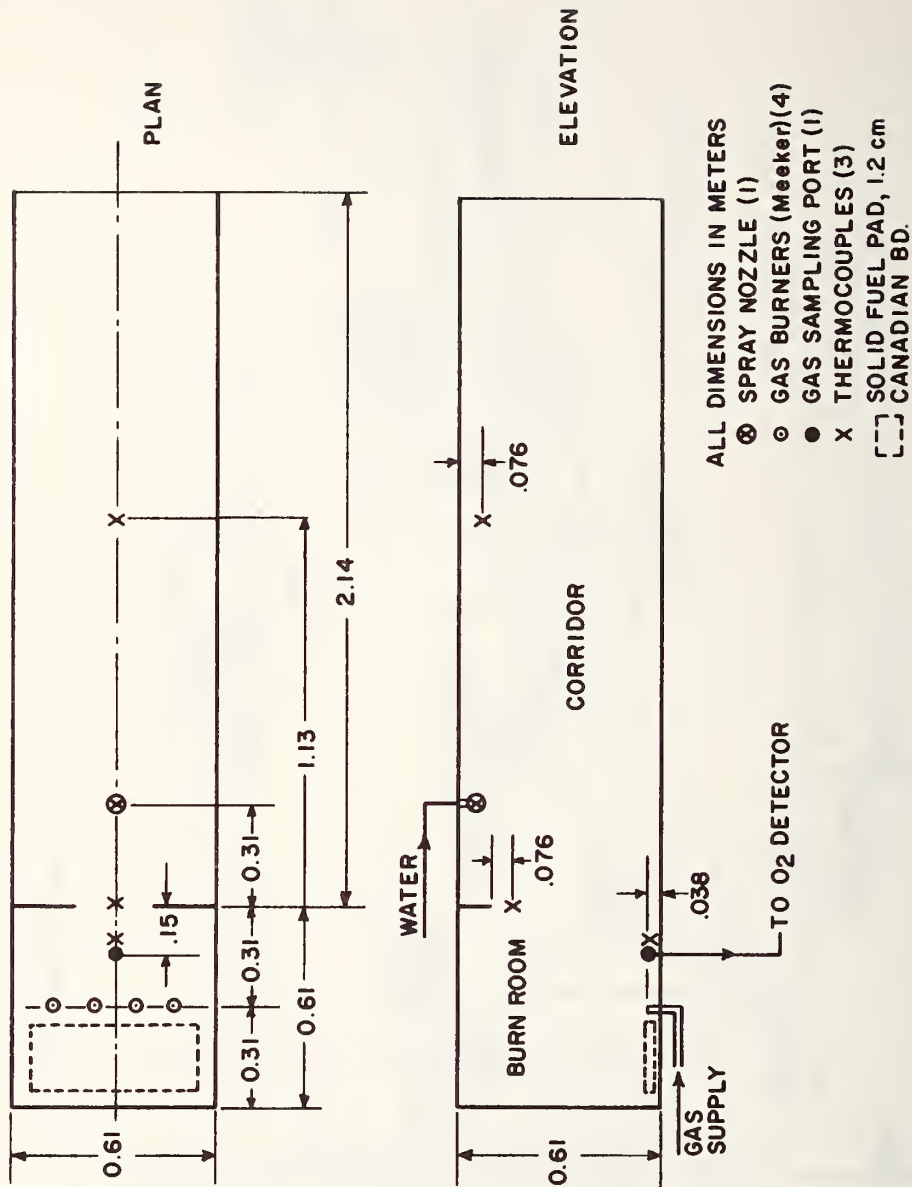 PLAN
0.61
0.31
0.31
0.31
.15
0.61
1.13
2.14
ELEVATION
0.61
WATER
BURN ROOM
CORRIDOR
.076
.076
.038
GAS
SUPPLY
TO O2 DETECTOR
ALL DIMENSIONS IN METERS
SPRAY NOZZLE (1)
GAS BURNERS (Meeker)(4)
GAS SAMPLING PORT (1)
X THERMOCOUPLES (3)
SOLID FUEL PAD, 1.2 cm
CANADIAN BD.